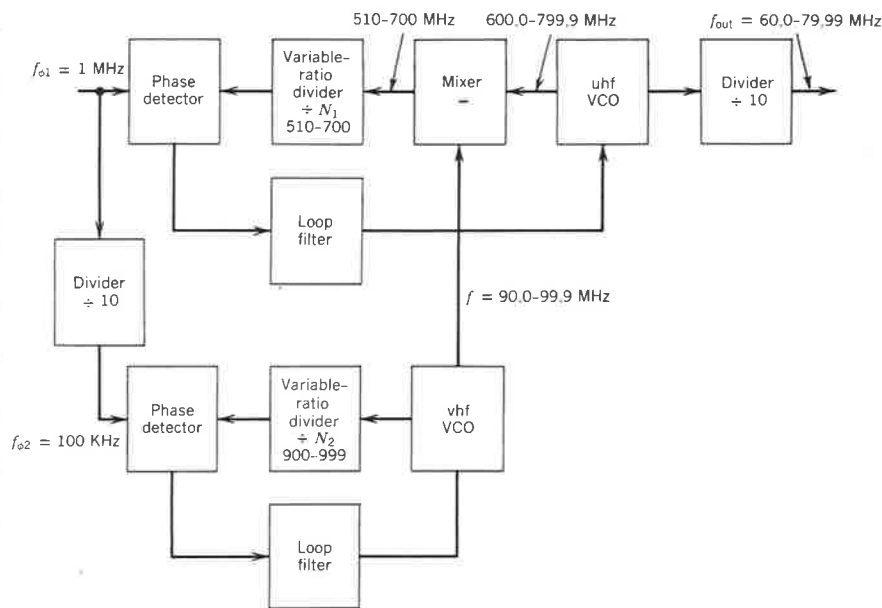 510-700 MHz
600.0-799.9 MHz
f_out = 60.0-79.99 MHz
f_ϕ1 = 1 MHz
Phase
detector
Variable-
ratio
divider
÷ N₁
510-700
Mixer
–
uhf
VCO
Divider
÷ 10
Loop
filter
Divider
÷ 10
f = 90.0-99.9 MHz
f_ϕ2 = 100 KHz
Phase
detector
Variable-
ratio
divider
÷ N₂
900-999
vhf
VCO
Loop
filter